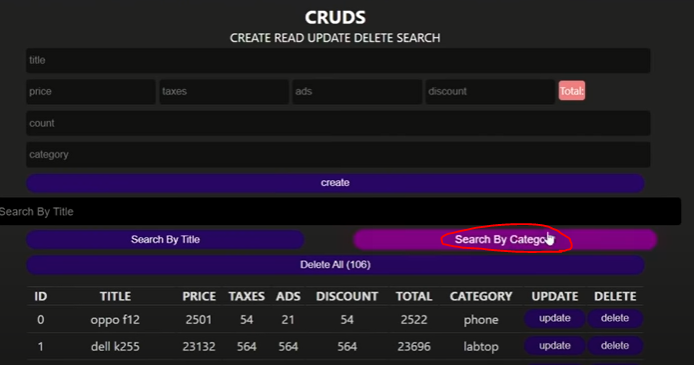 CRUDS
CREATE READ UPDATE DELETE SEARCH
title
price taxes ads discount Total:
count
category
create
Search By Title
Search By Title Search By Catego
Delete All (106)
ID TITLE PRICE TAXES ADS DISCOUNT TOTAL CATEGORY UPDATE DELETE
0 oppo f12 2501 54 21 54 2522 phone update delete
1 dell k255 23132 564 564 564 23696 labtop update delete